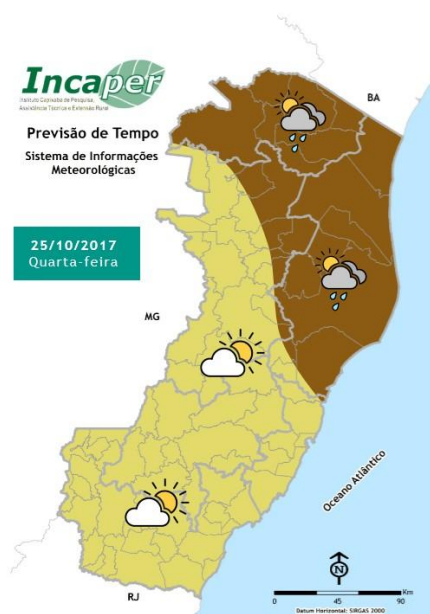 Incaper
Instituto Capixaba de Pesquisa,
Assistência Técnica e Extensão Rural
Previsão de Tempo
Sistema de Informações
Meteorológicas
25/10/2017
Quarta-feira
BA
MG
RJ
Oceano Atlântico
N
Km
0
45
90
Datum Horizontal: SIRGAS 2000